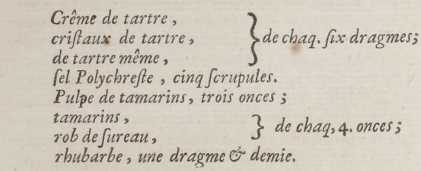 Crême de tartre,
criſtaux de tartre, } de chaq. ſix dragmes;
de tartre même,
ſel Polychreſte, cinq ſcrupules.
Pulpe de tamarins, trois onces;
tamarins,
rob de ſureau, } de chaq, 4. onces;
rhubarbe, une dragme & demie.